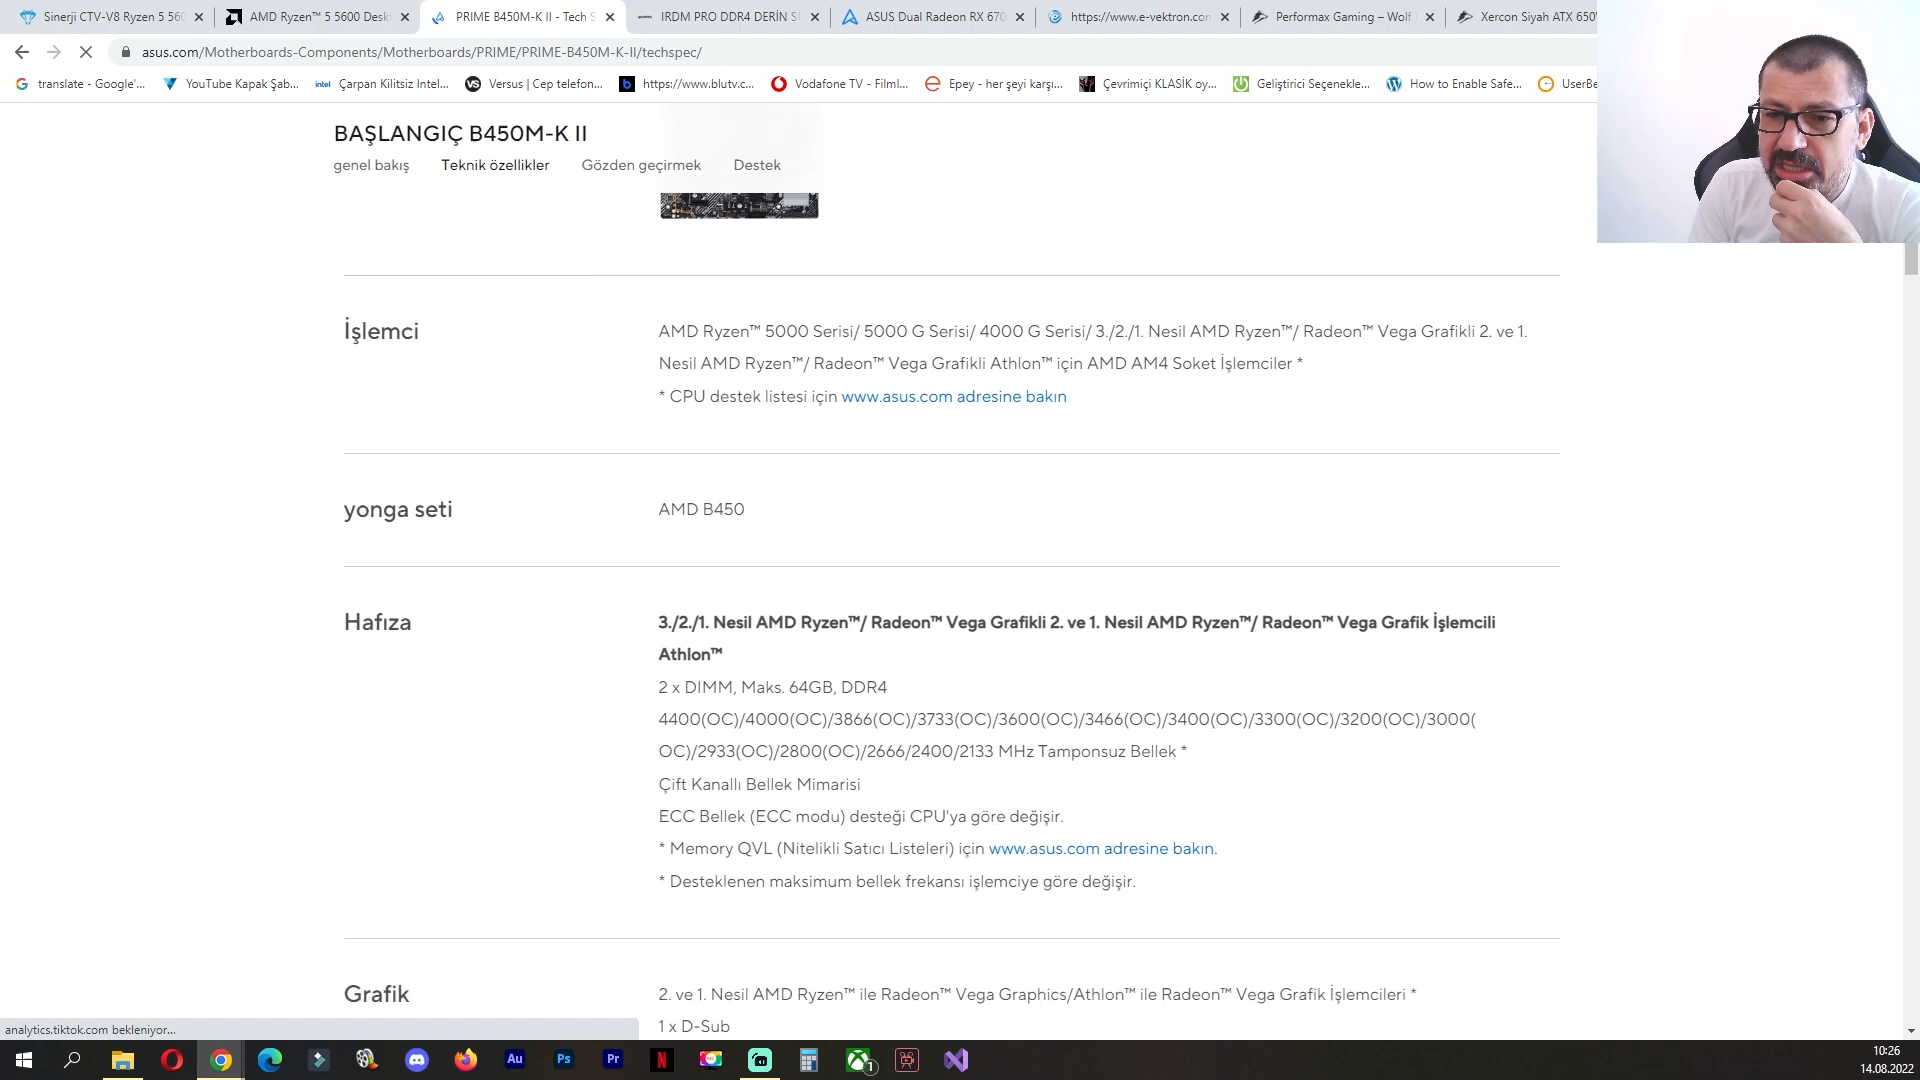 Sinerji CTV-V8 Ryzen 5 560
AMD Ryzen™ 5 5600 Desk
PRIME B450M-K II - Tech S
IRDM PRO DDR4 DERİN S
ASUS Dual Radeon RX 670
https://www.e-vektron.con
Performax Gaming – Wolf
Xercon Siyah ATX 650
asus.com/Motherboards-Components/Motherboards/PRIME/PRIME-B450M-K-II/techspec/
translate - Google'...
YouTube Kapak Şab...
intel
Çarpan Kilitsiz Intel...
VS
Versus | Cep telefon...
b
https://www.blutv.c...
Vodafone TV - Filml...
Epey - her şeyi karşı...
Çevrimiçi KLASİK oy...
Geliştirici Seçenekle...
How to Enable Safe...
UserBe
BAŞLANGIÇ B450M-K II
genel bakış
Teknik özellikler
Gözden geçirmek
Destek
İşlemci
AMD Ryzen™ 5000 Serisi/ 5000 G Serisi/ 4000 G Serisi/ 3./2./1. Nesil AMD Ryzen™/ Radeon™ Vega Grafikli 2. ve 1.
Nesil AMD Ryzen™/ Radeon™ Vega Grafikli Athlon™ için AMD AM4 Soket İşlemciler *
* CPU destek listesi için www.asus.com adresine bakın
yonga seti
AMD B450
Hafıza
3./2./1. Nesil AMD Ryzen™/ Radeon™ Vega Grafikli 2. ve 1. Nesil AMD Ryzen™/ Radeon™ Vega Grafik İşlemcili
Athlon™
2 x DIMM, Maks. 64GB, DDR4
4400(OC)/4000(OC)/3866(OC)/3733(OC)/3600(OC)/3466(OC)/3400(OC)/3300(OC)/3200(OC)/3000(
OC)/2933(OC)/2800(OC)/2666/2400/2133 MHz Tamponsuz Bellek *
Çift Kanallı Bellek Mimarisi
ECC Bellek (ECC modu) desteği CPU'ya göre değişir.
* Memory QVL (Nitelikli Satıcı Listeleri) için www.asus.com adresine bakın.
* Desteklenen maksimum bellek frekansı işlemciye göre değişir.
Grafik
2. ve 1. Nesil AMD Ryzen™ ile Radeon™ Vega Graphics/Athlon™ ile Radeon™ Vega Grafik İşlemcileri *
1 x D-Sub
analytics.tiktok.com bekleniyor...
Au
Ps
Pr
N
1
10:26
14.08.2022